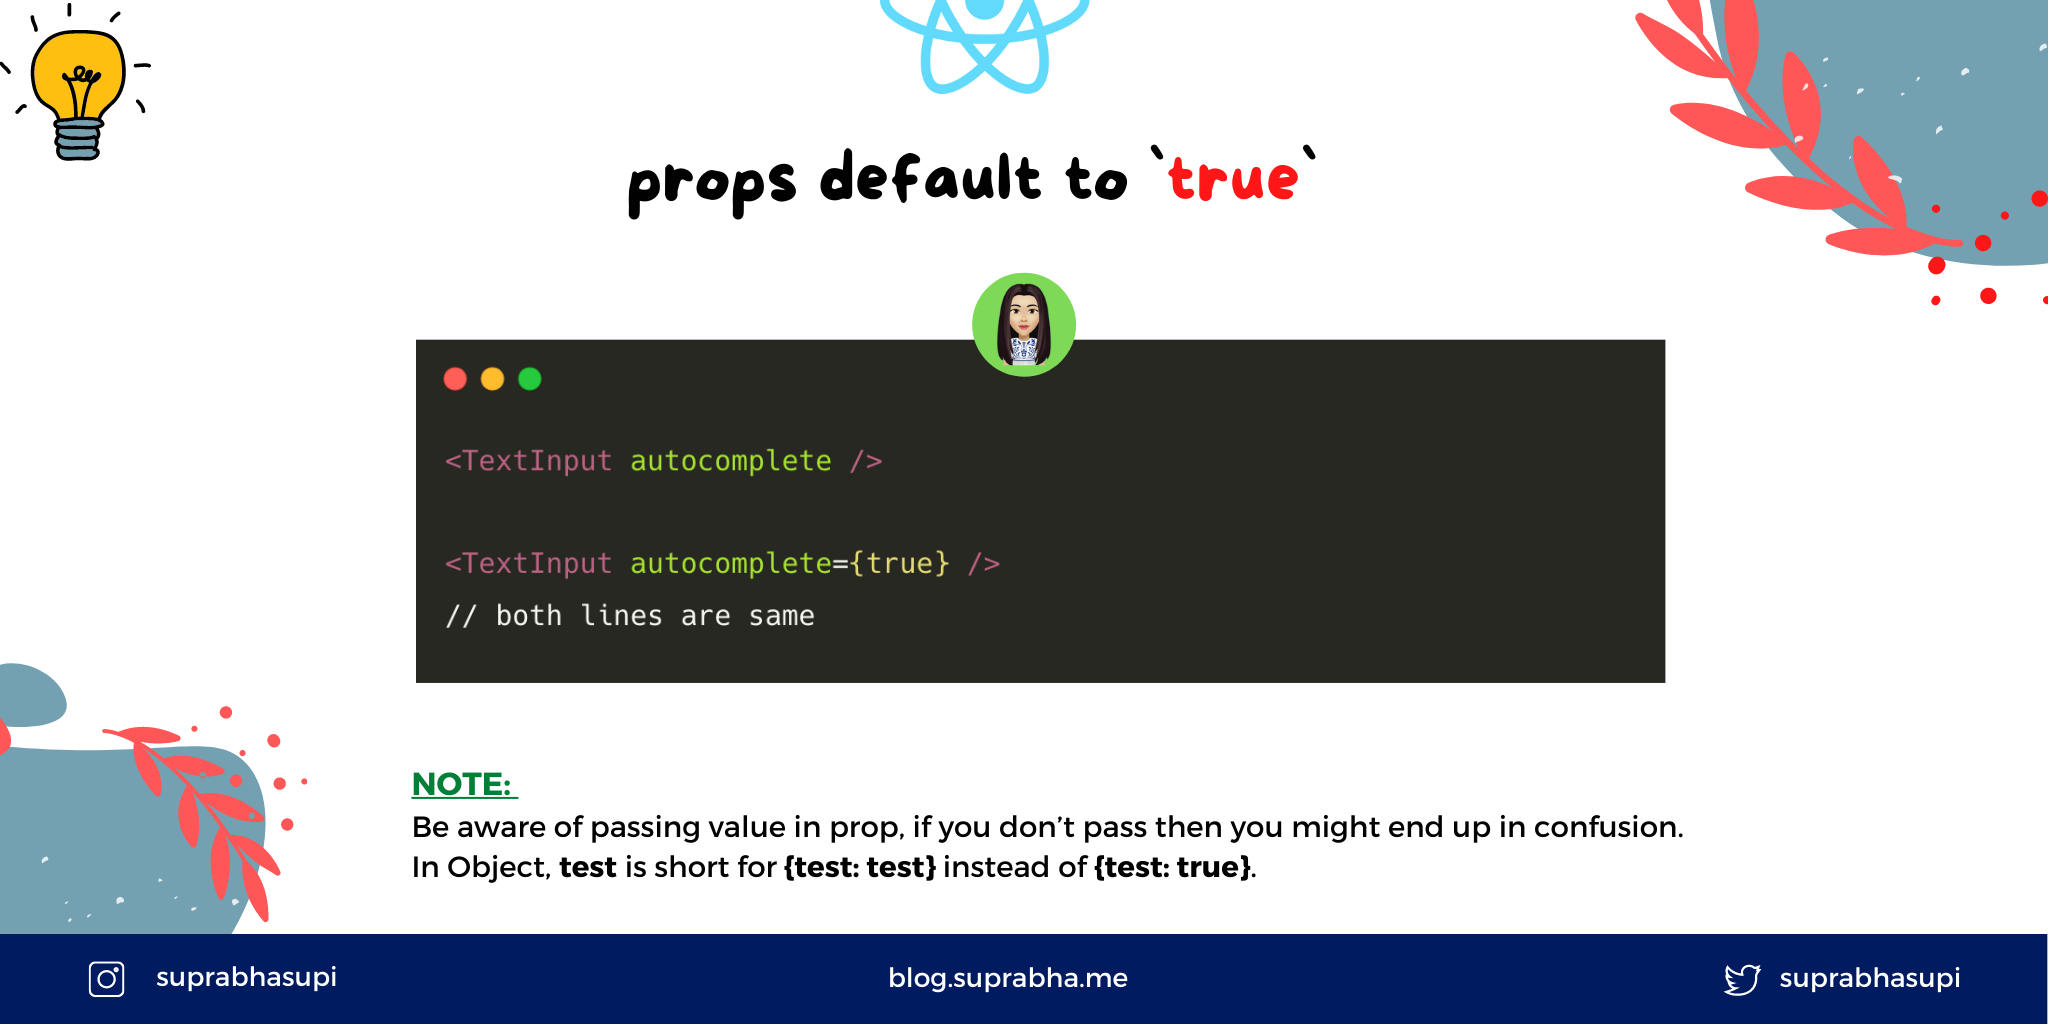 props default to `true`
<TextInput autocomplete />
<TextInput autocomplete={true} />
// both lines are same
NOTE:
Be aware of passing value in prop, if you don’t pass then you might end up in confusion.
In Object, test is short for {test: test} instead of {test: true}.
suprabhasupi
blog.suprabha.me
suprabhasupi